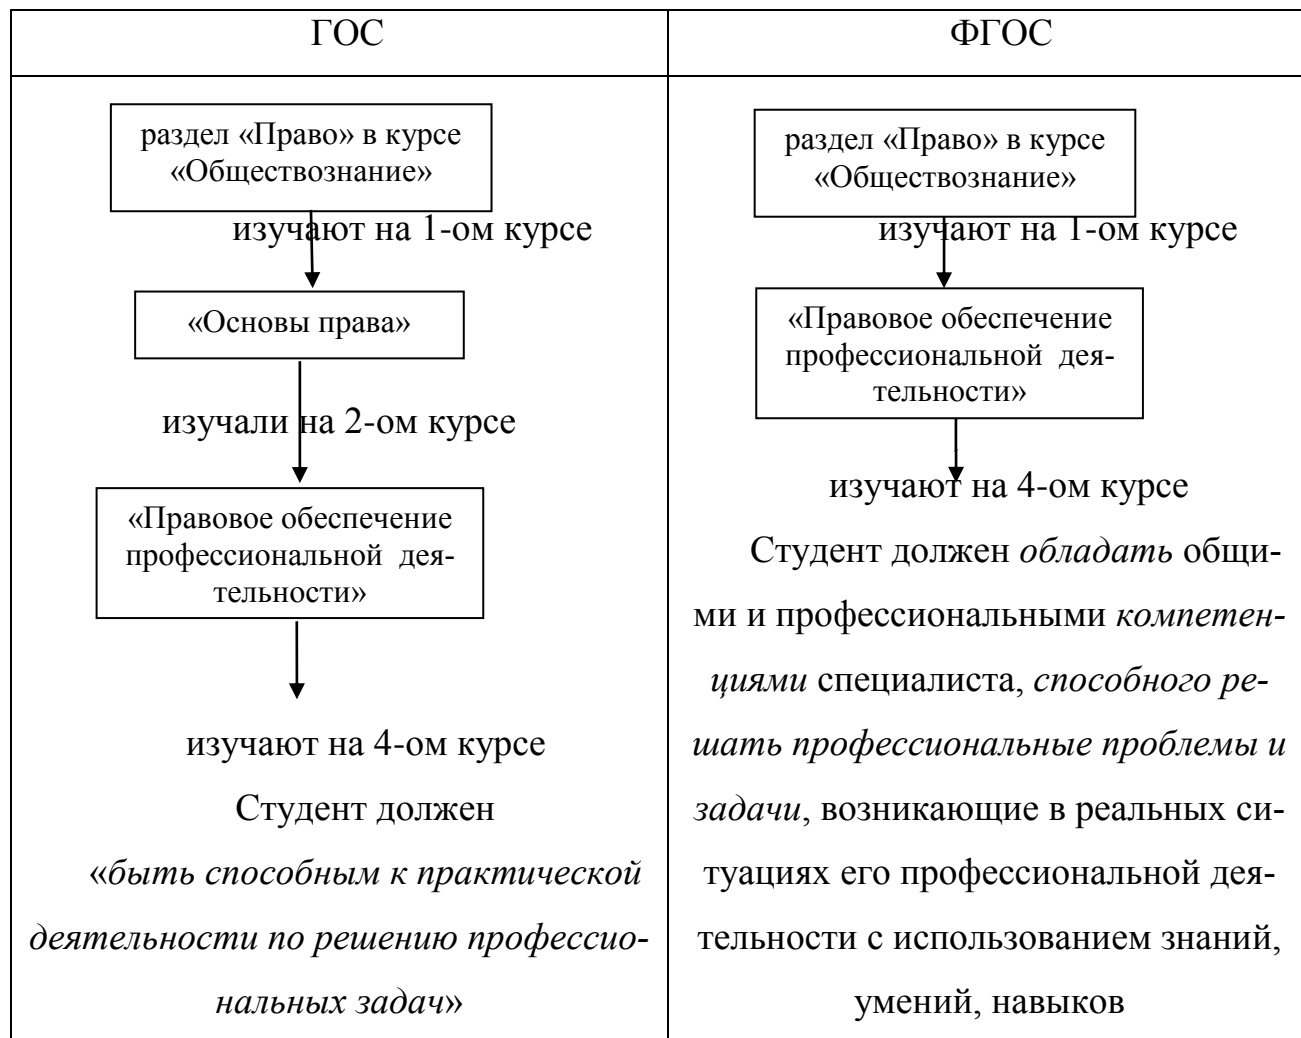 ГОС
ФГОС
раздел «Право» в курсе
«Обществознание»
изучают на 1-ом курсе
«Основы права»
изучали на 2-ом курсе
«Правовое обеспечение
профессиональной дея-
тельности»
изучают на 4-ом курсе
Студент должен
«быть способным к практической
деятельности по решению профессио-
нальных задач»
раздел «Право» в курсе
«Обществознание»
изучают на 1-ом курсе
«Правовое обеспечение
профессиональной дея-
тельности»
изучают на 4-ом курсе
Студент должен обладать общи-
ми и профессиональными компетен-
циями специалиста, способного ре-
шать профессиональные проблемы и
задачи, возникающие в реальных си-
туациях его профессиональной дея-
тельности с использованием знаний,
умений, навыков